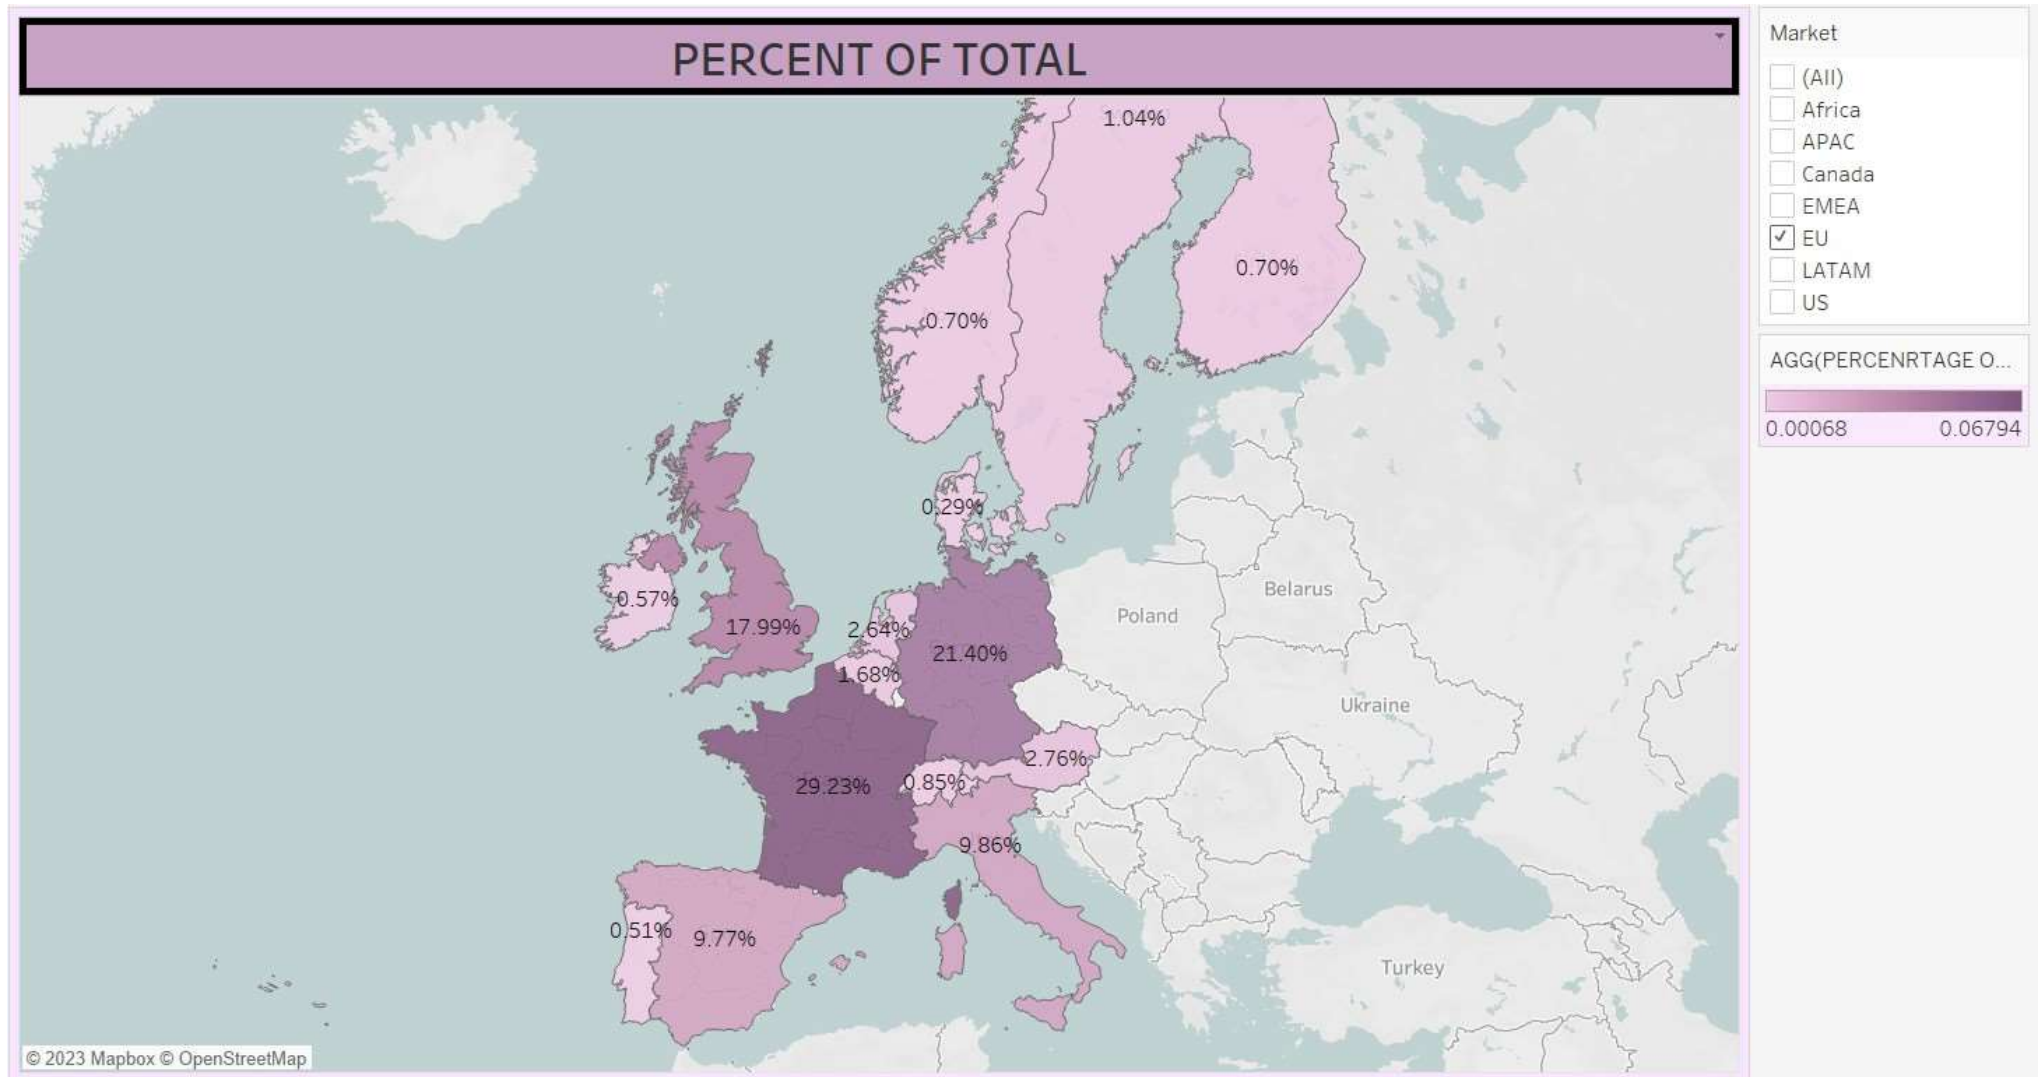 PERCENT OF TOTAL
Market
(All)
Africa
APAC
Canada
EMEA
EU
LATAM
US
AGG(PERCENRTAGE O...
0.00068 0.06794
1.04%
0.70%
0.70%
0.29%
0.57%
17.99%
2.64%
21.40%
1.68%
Belarus
Poland
Ukraine
2.76%
29.23%
0.85%
9.86%
0.51%
9.77%
Turkey
© 2023 Mapbox © OpenStreetMap